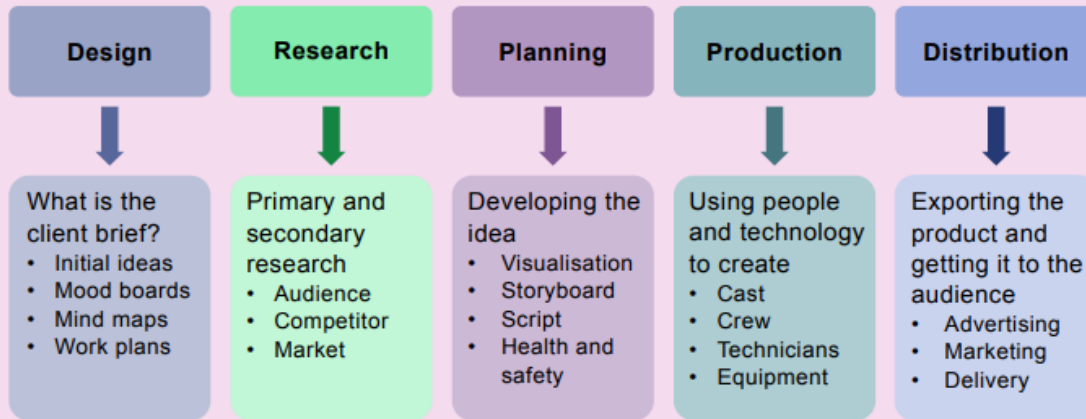 Design
Research
Planning
Production
Distribution
What is the
client brief?
• Initial ideas
• Mood boards
• Mind maps
• Work plans
Primary and
secondary
research
• Audience
• Competitor
• Market
Developing the
idea
• Visualisation
• Storyboard
• Script
• Health and
safety
Using people
and technology
to create
• Cast
• Crew
• Technicians
• Equipment
Exporting the
product and
getting it to the
audience
• Advertising
• Marketing
• Delivery